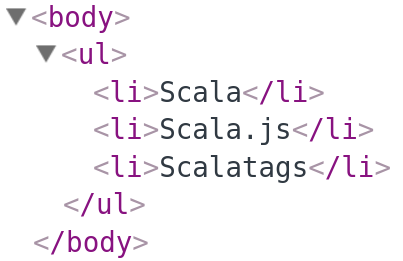 <body>
<ul>
<li>Scala</li>
<li>Scala.js</li>
<li>Scalatags</li>
</ul>
</body>